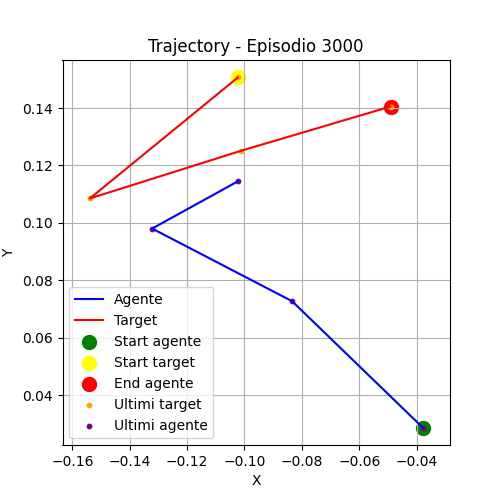 Trajectory - Episodio 3000
0.14
0.12
0.10
0.08
0.06
0.04
Y
Agente
Target
Start agente
Start target
End agente
Ultimi target
Ultimi agente
−0.16 −0.14 −0.12 −0.10 −0.08 −0.06 −0.04
X